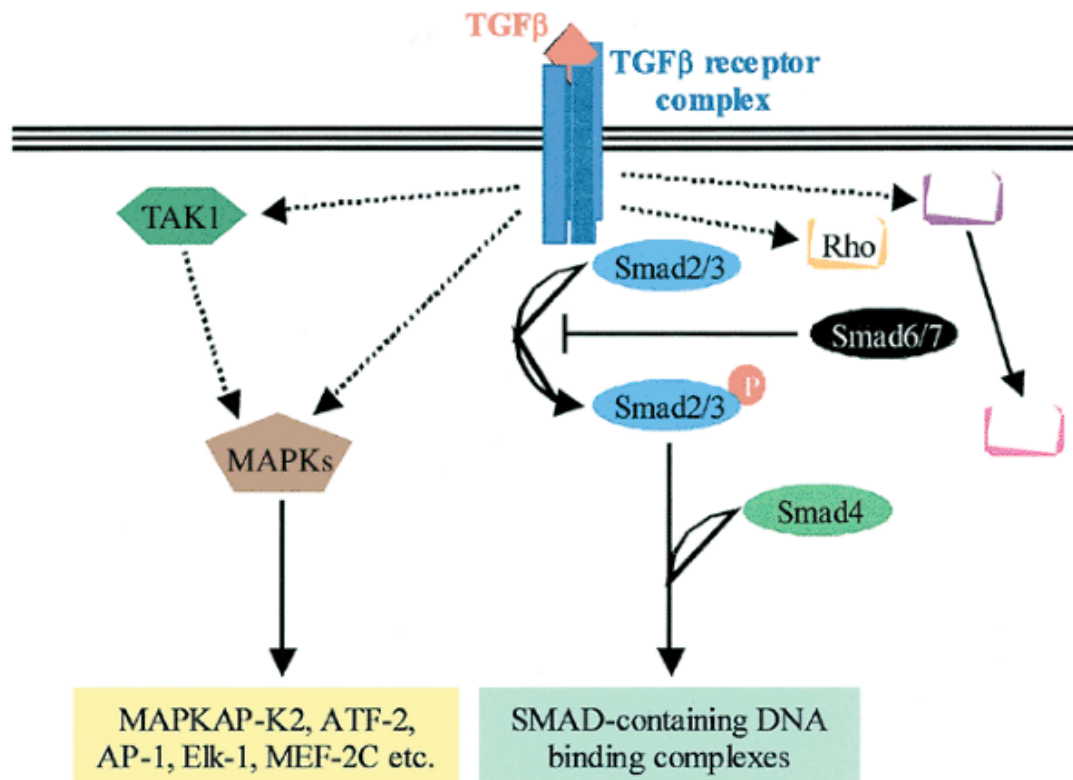 TGFβ
TGFβ receptor
complex
TAK1
Rho
Smad2/3
Smad6/7
Smad2/3
P
MAPKs
Smad4
MAPKAP-K2, ATF-2,
AP-1, Elk-1, MEF-2C etc.
SMAD-containing DNA
binding complexes